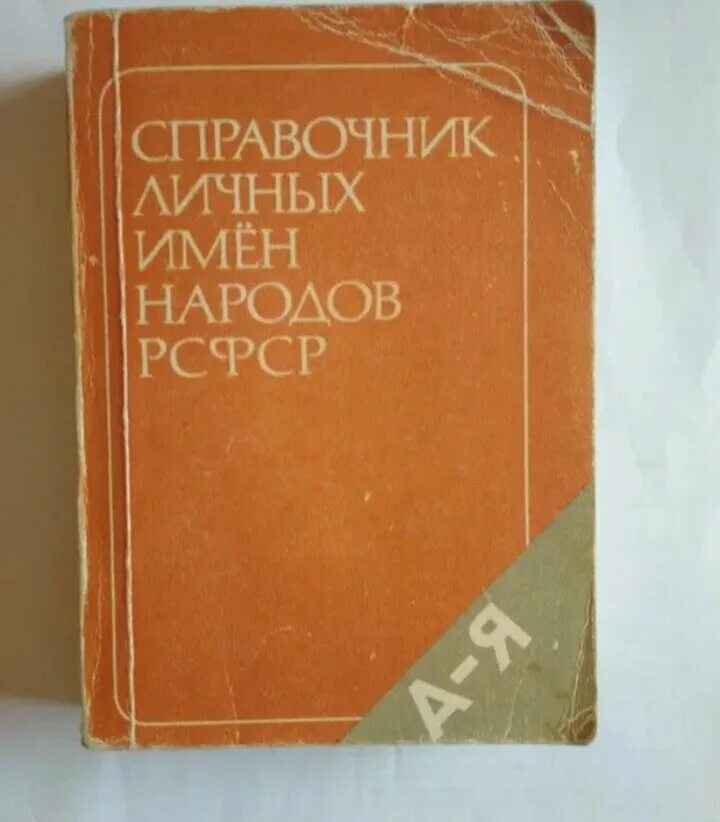 СПРАВОЧНИК
ЛИЧНЫХ
ИМЁН
НАРОДОВ
РСФСР
А-Я